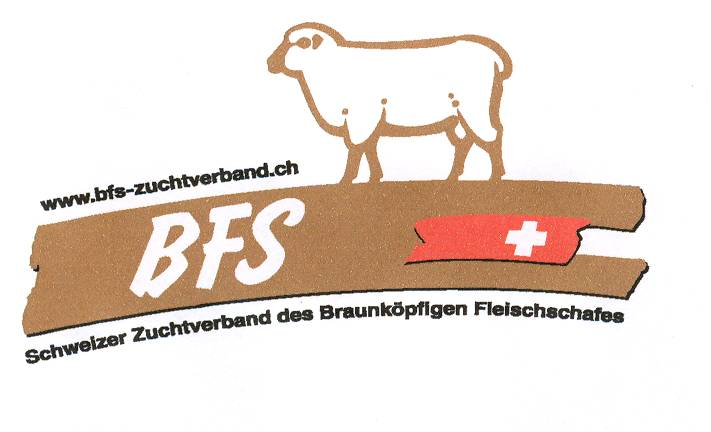 www.bfs-zuchtverband.ch
BFS
Schweizer Zuchtverband des Braunköpfigen Fleischschafes